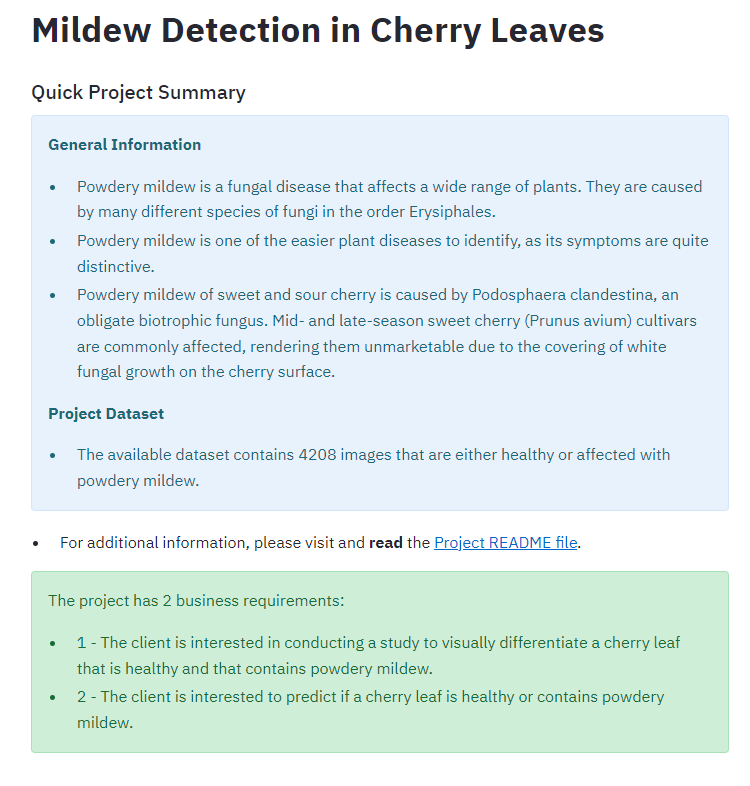 Mildew Detection in Cherry Leaves
Quick Project Summary
General Information
• Powdery mildew is a fungal disease that affects a wide range of plants. They are caused
by many different species of fungi in the order Erysiphales.
• Powdery mildew is one of the easier plant diseases to identify, as its symptoms are quite
distinctive.
• Powdery mildew of sweet and sour cherry is caused by Podosphaera clandestina, an
obligate biotrophic fungus. Mid- and late-season sweet cherry (Prunus avium) cultivars
are commonly affected, rendering them unmarketable due to the covering of white
fungal growth on the cherry surface.
Project Dataset
• The available dataset contains 4208 images that are either healthy or affected with
powdery mildew.
• For additional information, please visit and read the Project README file.
The project has 2 business requirements:
• 1 - The client is interested in conducting a study to visually differentiate a cherry leaf
that is healthy and that contains powdery mildew.
• 2 - The client is interested to predict if a cherry leaf is healthy or contains powdery
mildew.